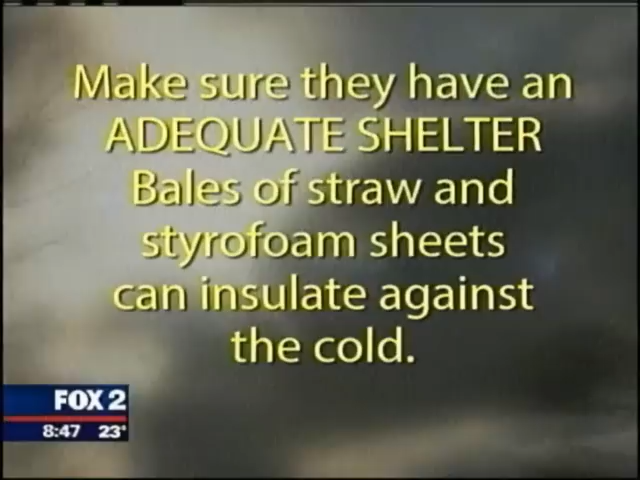 Make sure they have an
ADEQUATE SHELTER
Bales of straw and
styrofoam sheets
can insulate against
the cold.
FOX 2
8:47 23°